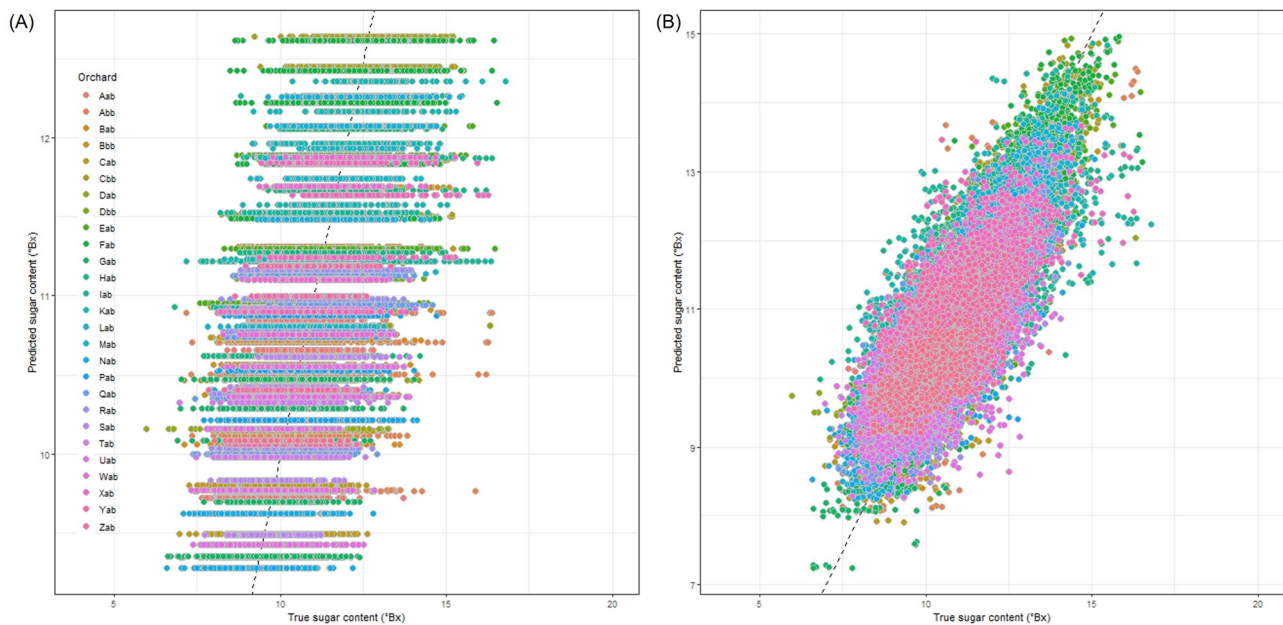 (A)
Orchard
Aab
Abb
Bab
Bbb
Cab
Cbb
Dab
Dbb
Eab
Fab
Gab
Hab
Iab
Kab
Lab
Mab
Nab
Pab
Qab
Rab
Sab
Tab
Uab
Wab
Xab
Yab
Zab
Predicted sugar content (°Bx)
12
11
10
5
10
15
20
True sugar content (°Bx)
(B)
Predicted sugar content (°Bx)
15
13
11
9
7
5
10
15
20
True sugar content (°Bx)